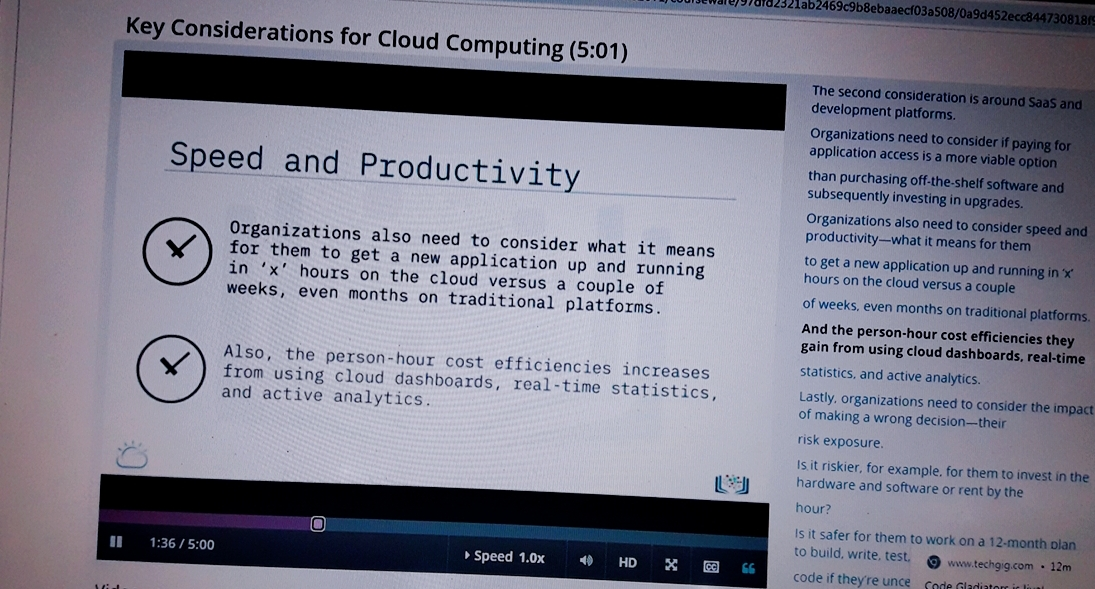 Key Considerations for Cloud Computing (5:01)
Speed and Productivity
Organizations also need to consider what it means
for them to get a new application up and running
in ‘x’ hours on the cloud versus a couple of
weeks, even months on traditional platforms.
Also, the person-hour cost efficiencies increases
from using cloud dashboards, real-time statistics,
and active analytics.
1:36 / 5:00
Speed 1.0x
HD
CC
The second consideration is around SaaS and
development platforms.
Organizations need to consider if paying for
application access is a more viable option
than purchasing off-the-shelf software and
subsequently investing in upgrades.
Organizations also need to consider speed and
productivity—what it means for them
to get a new application up and running in ‘x’
hours on the cloud versus a couple
of weeks, even months on traditional platforms.
And the person-hour cost efficiencies they
gain from using cloud dashboards, real-time
statistics, and active analytics.
Lastly, organizations need to consider the impact
of making a wrong decision—their
risk exposure.
Is it riskier, for example, for them to invest in the
hardware and software or rent by the
hour?
Is it safer for them to work on a 12-month plan
to build, write, test,
code if they're unce
www.techgig.com • 12m